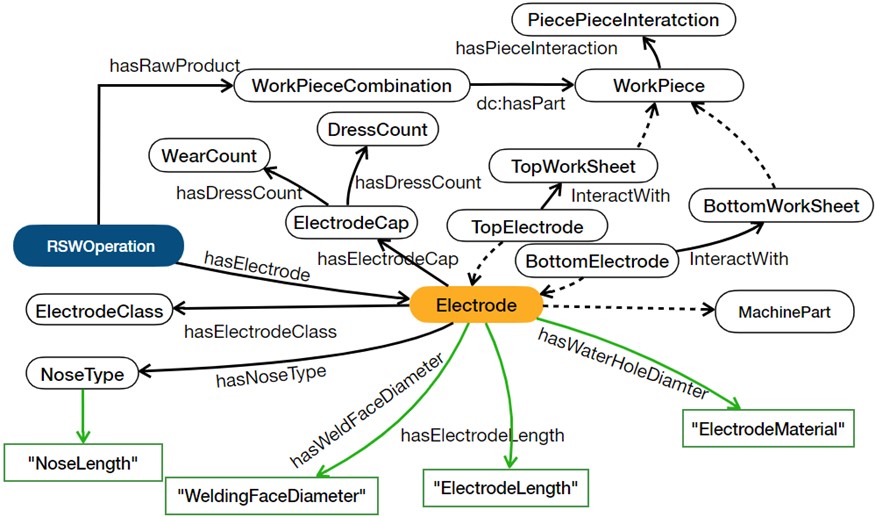 PiecePieceInteratction
hasPieceInteraction
hasRawProduct
WorkPieceCombination
WorkPiece
dc:hasPart
DressCount
WearCount
TopWorkSheet
hasDressCount
hasDressCount
InteractWith
BottomWorkSheet
ElectrodeCap
TopElectrode
RSWOperation
hasElectrode
hasElectrodeCap
BottomElectrode
InteractWith
ElectrodeClass
Electrode
MachinePart
hasElectrodeClass
hasWaterHoleDiamter
NoseType
hasNoseType
hasWeldFaceDiameter
hasElectrodeLength
"ElectrodeMaterial"
"NoseLength"
"WeldingFaceDiameter"
"ElectrodeLength"